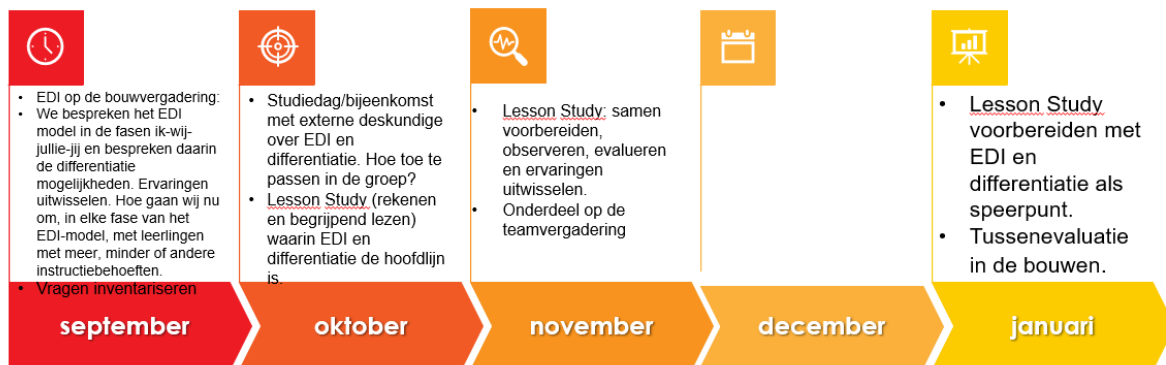 • EDI op de bouwvergadering:
• We bespreken het EDI
model in de fasen ik-wij-
jullie-jij en bespreken daarin
de differentiatie
mogelijkheden. Ervaringen
uitwisselen. Hoe gaan wij nu
om, in elke fase van het
EDI-model, met leerlingen
met meer, minder of andere
instructiebehoeften.
• Vragen inventariseren
september
• Studiedag/bijeenkomst
met externe deskundige
over EDI en
differentiatie. Hoe toe te
passen in de groep?
• Lesson Study (rekenen
en begrijpend lezen)
waarin EDI en
differentiatie de hoofdlijn
is.
oktober
• Lesson Study: samen
voorbereiden,
observeren, evalueren
en ervaringen
uitwisselen.
• Onderdeel op de
teamvergadering
november
december
• Lesson Study
voorbereiden met
EDI en
differentiatie als
speerpunt.
• Tussenevaluatie
in de bouwen.
januari